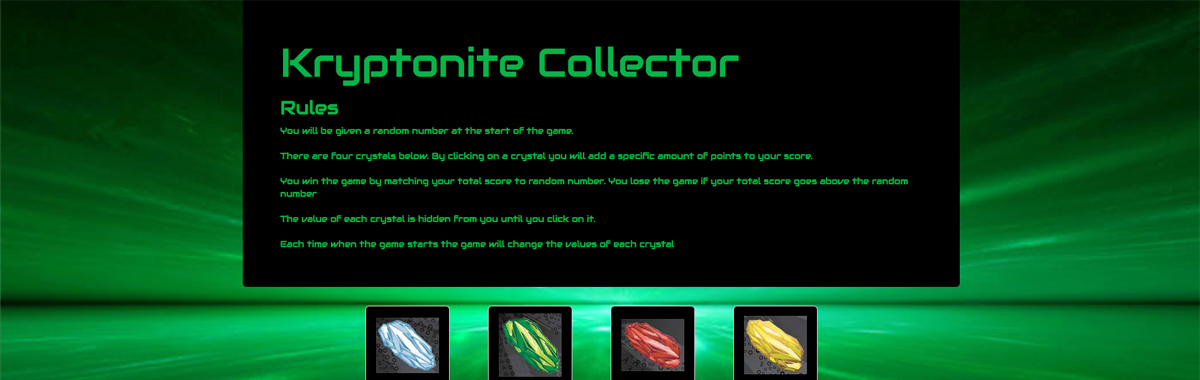 Kryptonite Collector
Rules
You will be given a random number at the start of the game.
There are four crystals below. By clicking on a crystal you will add a specific amount of points to your score.
You win the game by matching your total score to random number. You lose the game if your total score goes above the random
number
The value of each crystal is hidden from you until you click on it.
Each time when the game starts the game will change the values of each crystal